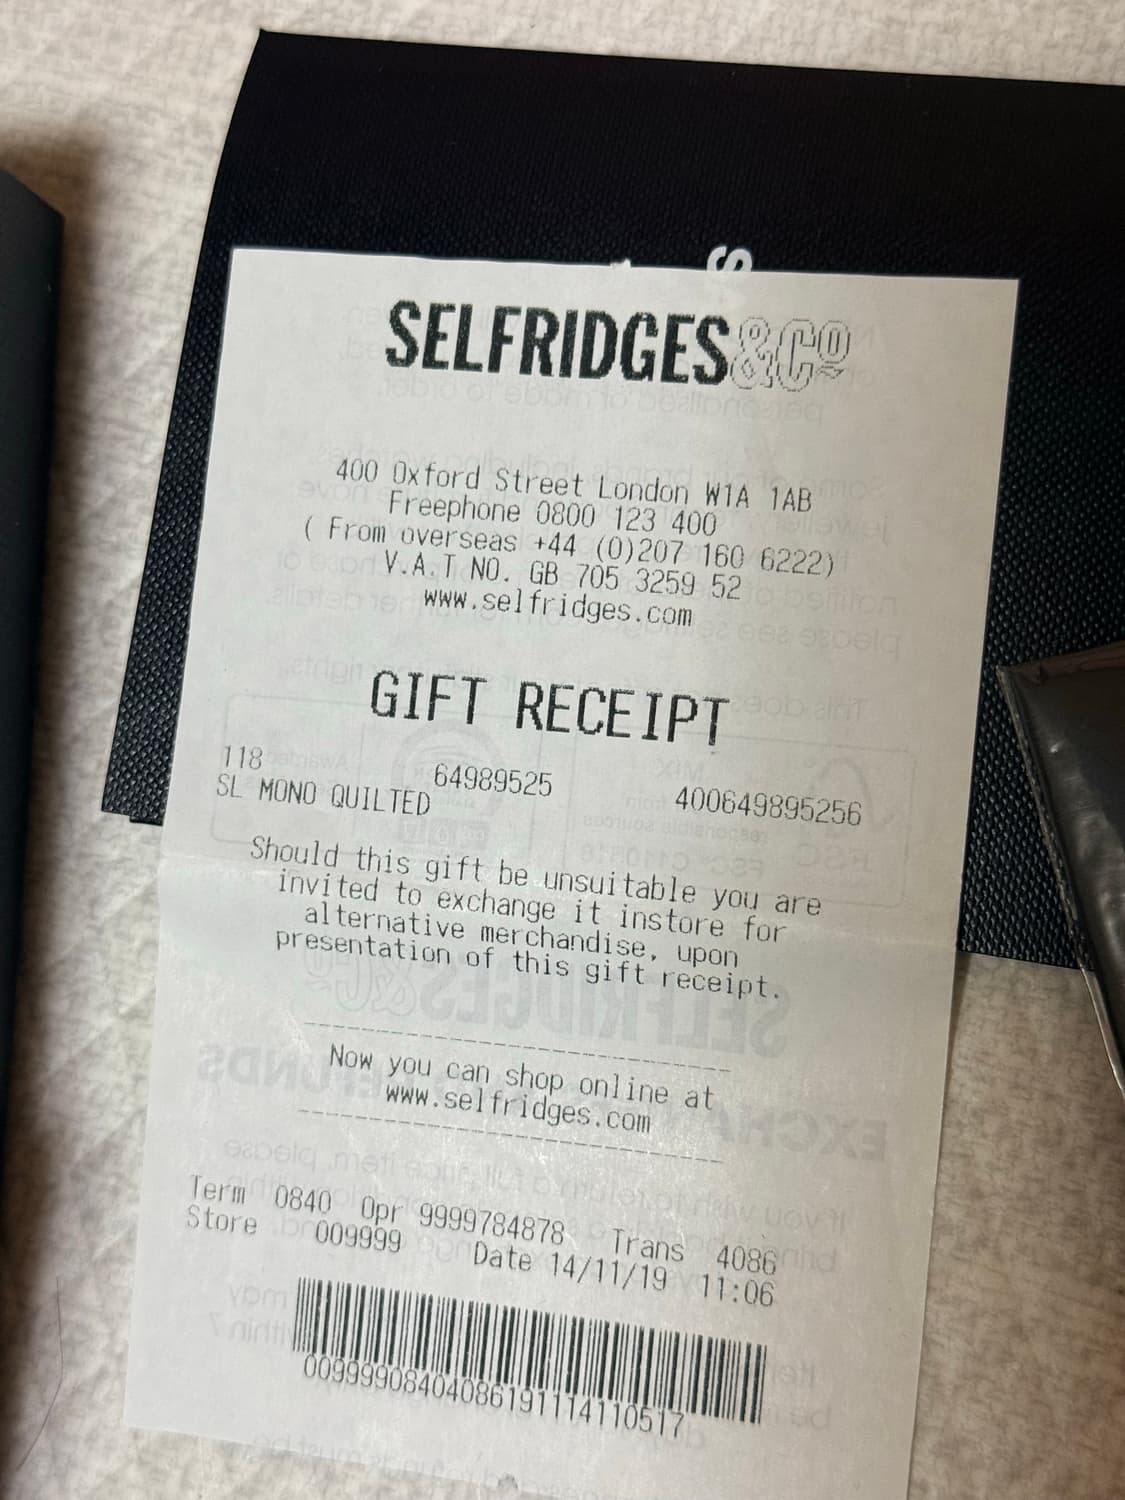 SELFRIDGES&Co
400 Oxford Street London W1A 1AB
Freephone 0800 123 400
( From overseas +44 (0)207 160 6222)
V.A.T NO. GB 705 3259 52
www.selfridges.com
GIFT RECEIPT
118 64989525 400649895256
SL MONO QUILTED
Should this gift be unsuitable you are
invited to exchange it instore for
alternative merchandise, upon
presentation of this gift receipt.
Now you can shop online at
www.selfridges.com
Term 0840 Opr 9999784878 Trans 4086
Store 009999 Date 14/11/19 11:06
009999084040861911141105​17